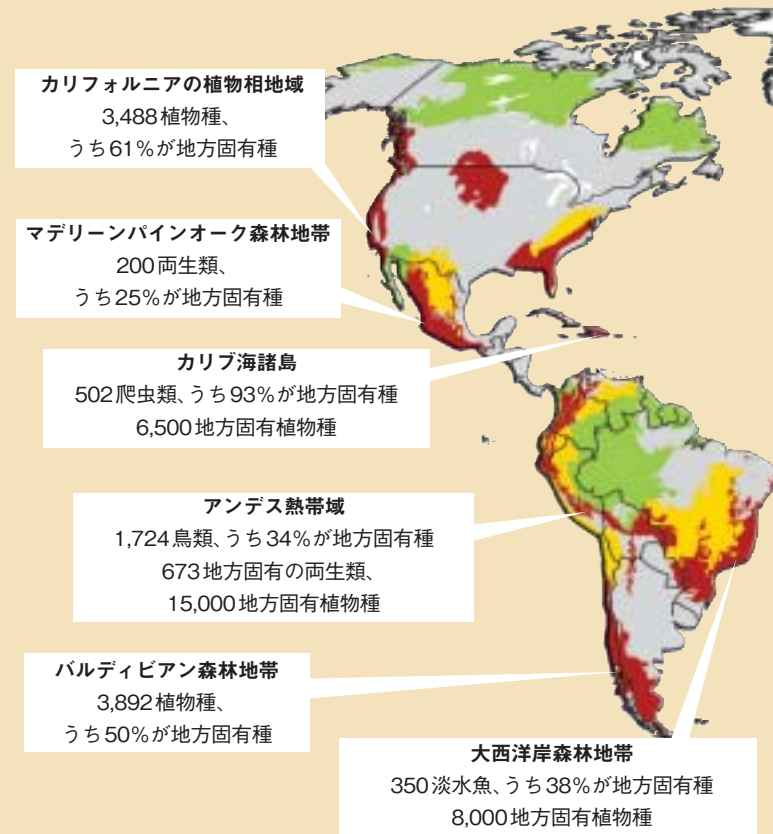 カリフォルニアの植物相地域
3,488植物種、
うち61%が地方固有種
マデリーンパインオーク森林地帯
200両生類、
うち25%が地方固有種
カリブ海諸島
502爬虫類、うち93%が地方固有種
6,500地方固有植物種
アンデス熱帯域
1,724鳥類、うち34%が地方固有種
673地方固有の両生類、
15,000地方固有植物種
バルディビアン森林地帯
3,892植物種、
うち50%が地方固有種
大西洋岸森林地帯
350淡水魚、うち38%が地方固有種
8,000地方固有植物種